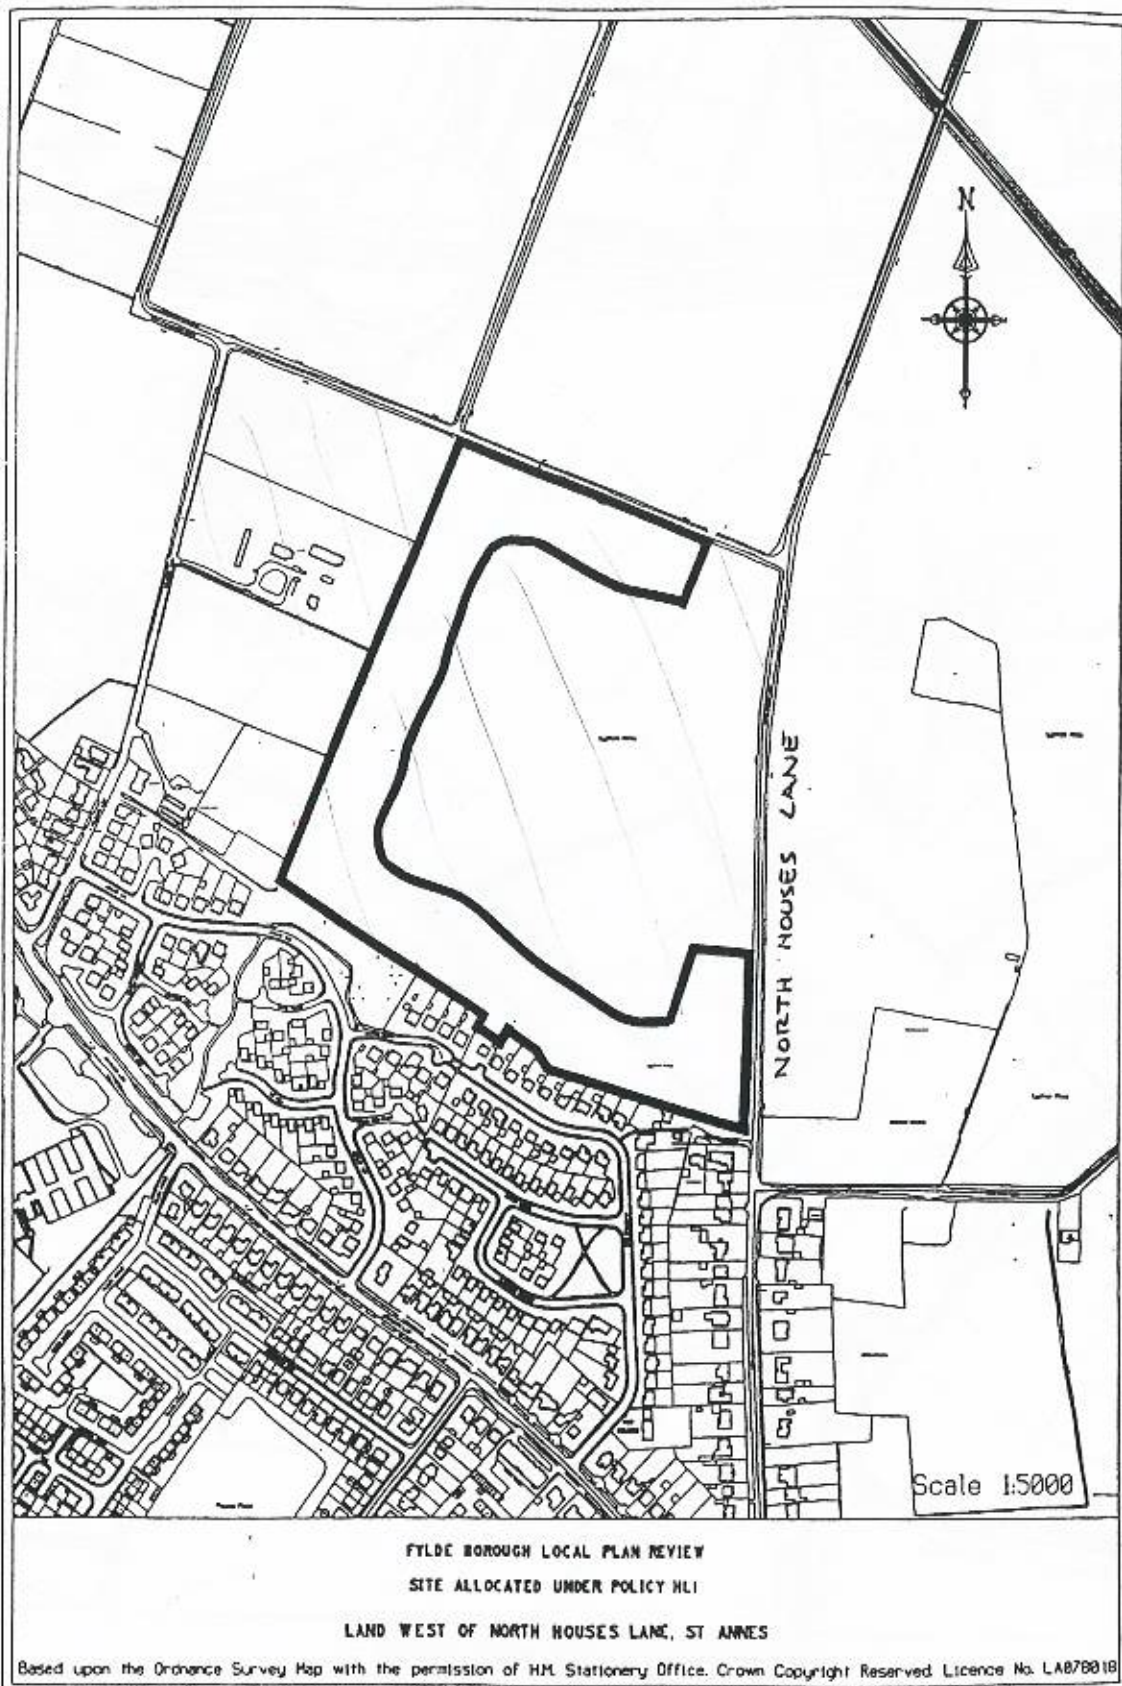 N
NORTH HOUSES LANE
Scale 1:5000
FYLDE BOROUGH LOCAL PLAN REVIEW
SITE ALLOCATED UNDER POLICY HL1
LAND WEST OF NORTH HOUSES LANE, ST ANNES
Based upon the Ordnance Survey Map with the permission of H.M. Stationery Office. Crown Copyright Reserved. Licence No.